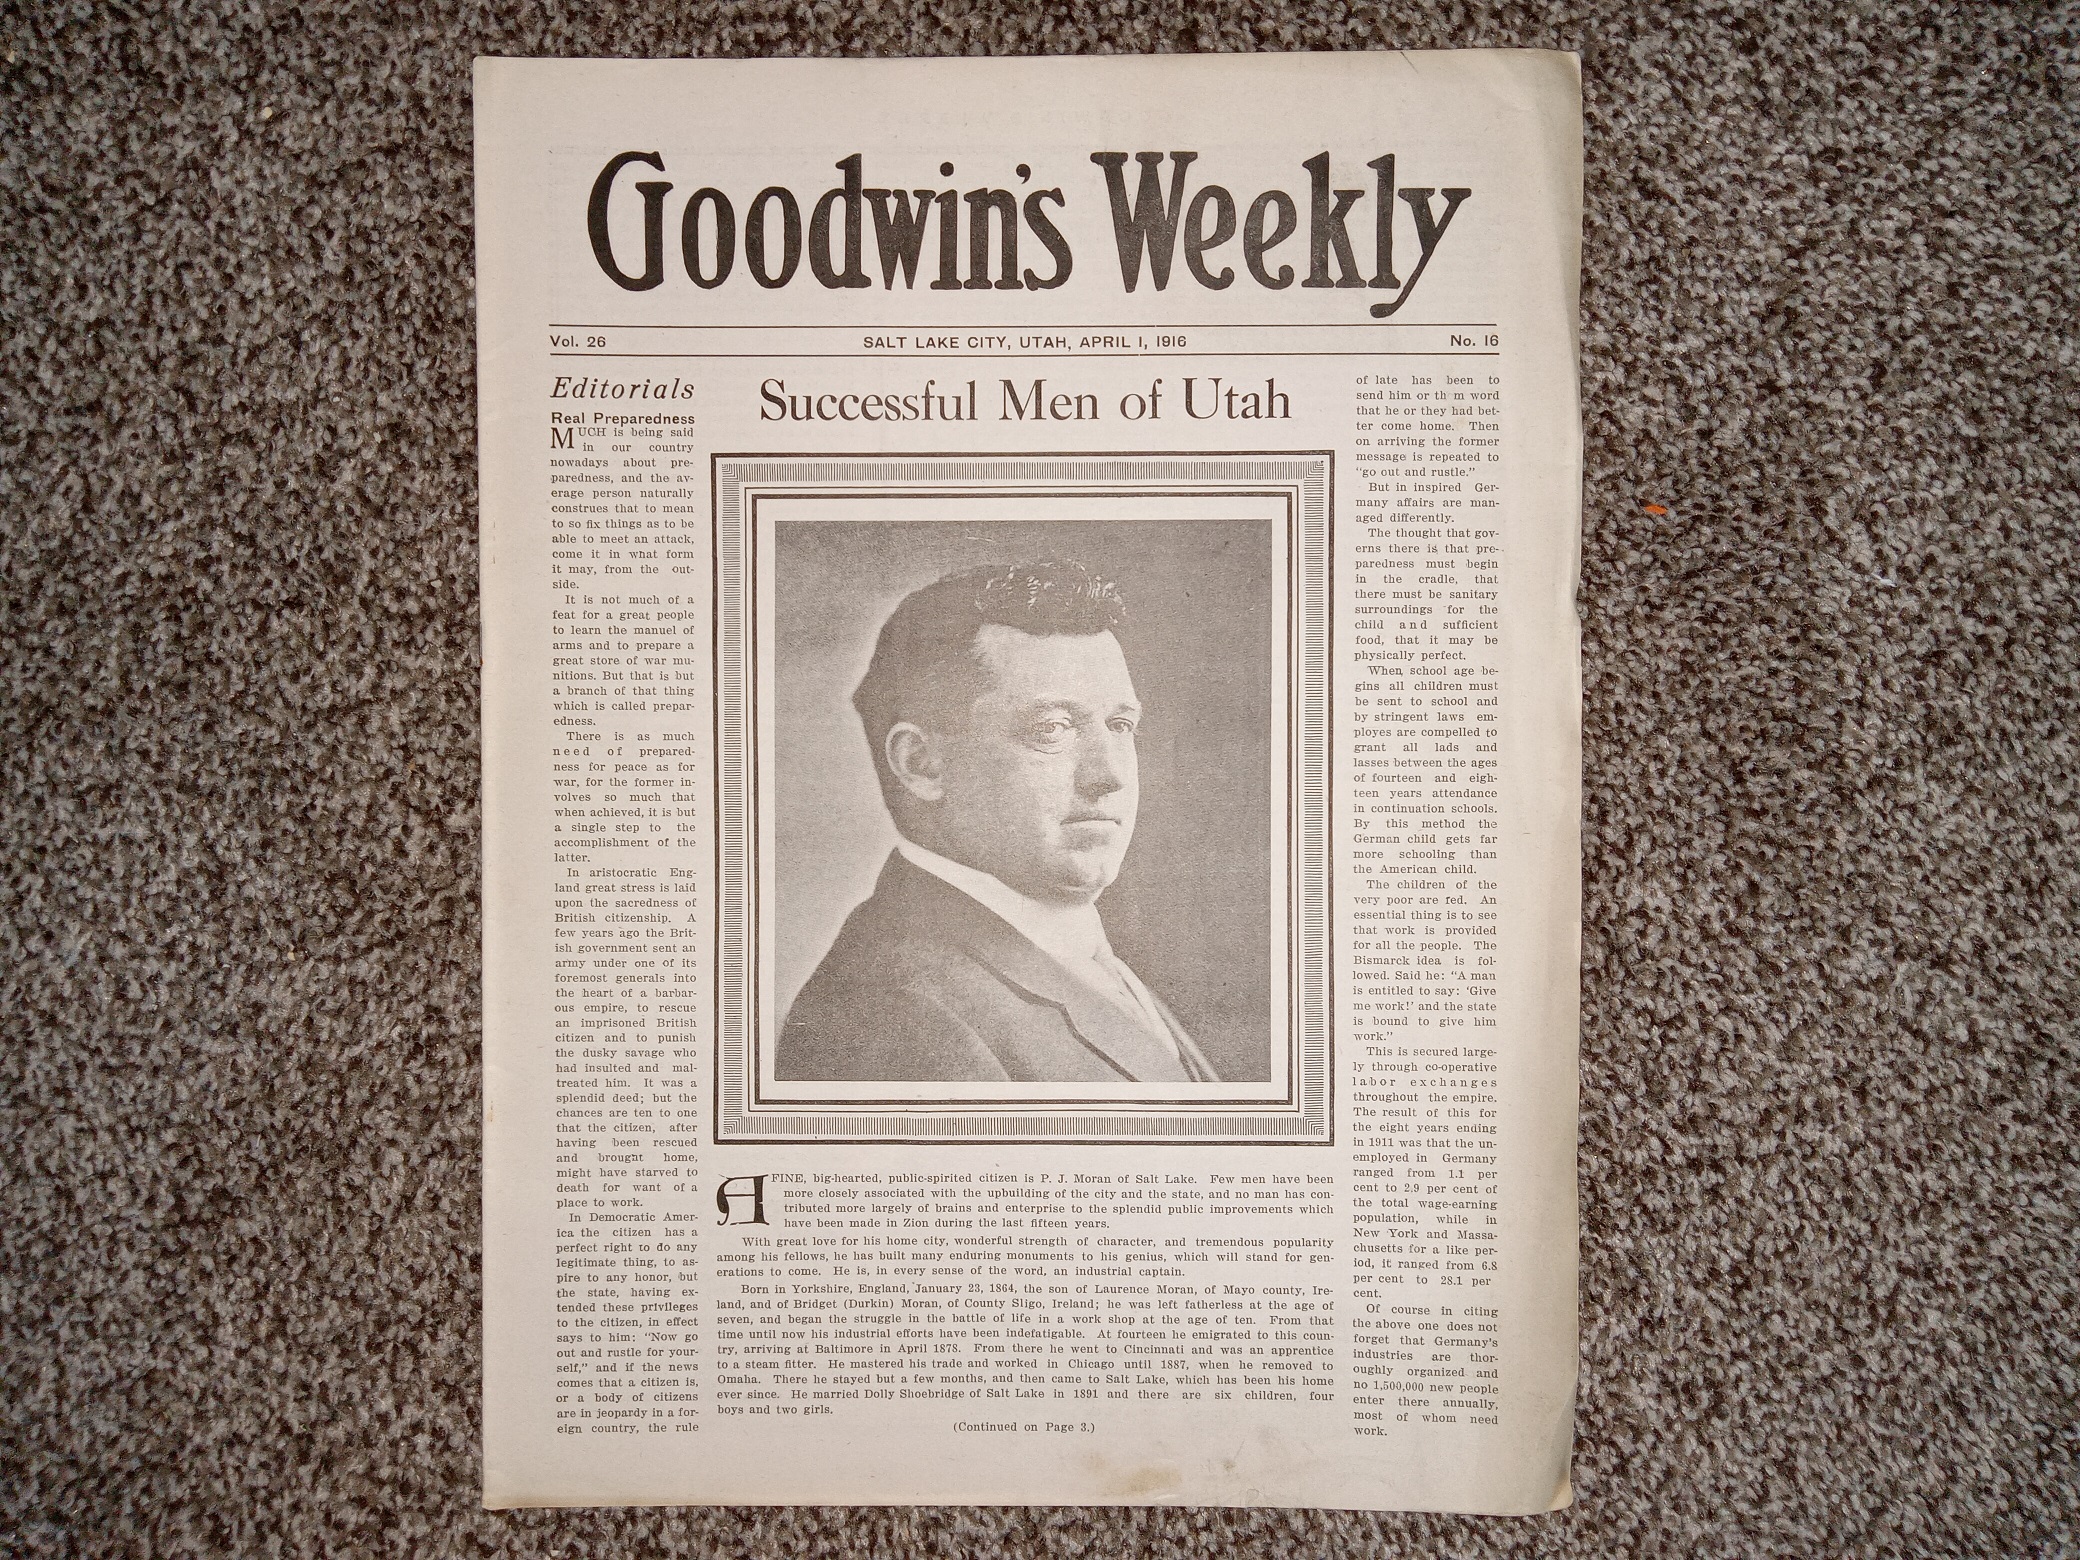 Goodwin's Weekly
Vol. 26
SALT LAKE CITY, UTAH, APRIL 1, 1916
No. 16
Editorials
Real Preparedness
MUCH is being said
in our country
nowadays about pre-
paredness, and the av-
erage person naturally
construes that to mean
to so fix things as to be
able to meet an attack,
come it in what form
it may, from the out-
side.
It is not much of a
feat for a great people
to learn the manuel of
arms and to prepare a
great store of war mu-
nitions. But that is but
a branch of that thing
which is called prepar-
edness.
There is as much
need of prepared-
ness for peace as for
war, for the former in-
volves so much that
when achieved, it is but
a single step to the
accomplishment of the
latter.
In aristocratic Eng-
land great stress is laid
upon the sacredness of
British citizenship. A
few years ago the Brit-
ish government sent an
army under one of its
foremost generals into
the heart of a barbar-
ous empire, to rescue
an imprisoned British
citizen and to punish
the dusky savage who
had insulted and mal-
treated him. It was a
splendid deed; but the
chances are ten to one
that the citizen, after
having been rescued
and brought home,
might have starved to
death for want of a
place to work.
In Democratic Amer-
ica the citizen has a
perfect right to do any
legitimate thing, to as-
pire to any honor, but
the state, having ex-
tended these privileges
to the citizen, in effect
says to him: "Now go
out and rustle for your-
self," and if the news
comes that a citizen is,
or a body of citizens
are in jeopardy in a for-
eign country, the rule
Successful Men of Utah
A FINE, big-hearted, public-spirited citizen is P. J. Moran of Salt Lake. Few men have been
more closely associated with the upbuilding of the city and the state, and no man has con-
tributed more largely of brains and enterprise to the splendid public improvements which
have been made in Zion during the last fifteen years.
With great love for his home city, wonderful strength of character, and tremendous popularity
among his fellows, he has built many enduring monuments to his genius, which will stand for gen-
erations to come. He is, in every sense of the word, an industrial captain.
Born in Yorkshire, England, January 23, 1864, the son of Laurence Moran, of Mayo county, Ire-
land, and of Bridget (Durkin) Moran, of County Sligo, Ireland; he was left fatherless at the age of
seven, and began the struggle in the battle of life in a work shop at the age of ten. From that
time until now his industrial efforts have been indefatigable. At fourteen he emigrated to this coun-
try, arriving at Baltimore in April 1878. From there he went to Cincinnati and was an apprentice
to a steam fitter. He mastered his trade and worked in Chicago until 1887, when he removed to
Omaha. There he stayed but a few months, and then came to Salt Lake, which has been his home
ever since. He married Dolly Shoebridge of Salt Lake in 1891 and there are six children, four
boys and two girls.
(Continued on Page 3.)
of late has been to
send him or th m word
that he or they had bet-
ter come home. Then
on arriving the former
message is repeated to
"go out and rustle."
But in inspired Ger-
many affairs are man-
aged differently.
The thought that gov-
erns there is that pre-
paredness must begin
in the cradle, that
there must be sanitary
surroundings for the
child and sufficient
food, that it may be
physically perfect.
When school age be-
gins all children must
be sent to school and
by stringent laws em-
ployes are compelled to
grant all lads and
lasses between the ages
of fourteen and eigh-
teen years attendance
in continuation schools.
By this method the
German child gets far
more schooling than
the American child.
The children of the
very poor are fed. An
essential thing is to see
that work is provided
for all the people. The
Bismarck idea is fol-
lowed. Said he: "A man
is entitled to say: 'Give
me work!' and the state
is bound to give him
work."
This is secured large-
ly through co-operative
labor exchanges
throughout the empire.
The result of this for
the eight years ending
in 1911 was that the un-
employed in Germany
ranged from 1.1 per
cent to 2.9 per cent of
the total wage-earning
population, while in
New York and Massa-
chusetts for a like per-
iod, it ranged from 6.8
per cent to 28.1 per
cent.
Of course in citing
the above one does not
forget that Germany's
industries are thor-
oughly organized and
no 1,500,000 new people
enter there annually,
most of whom need
work.